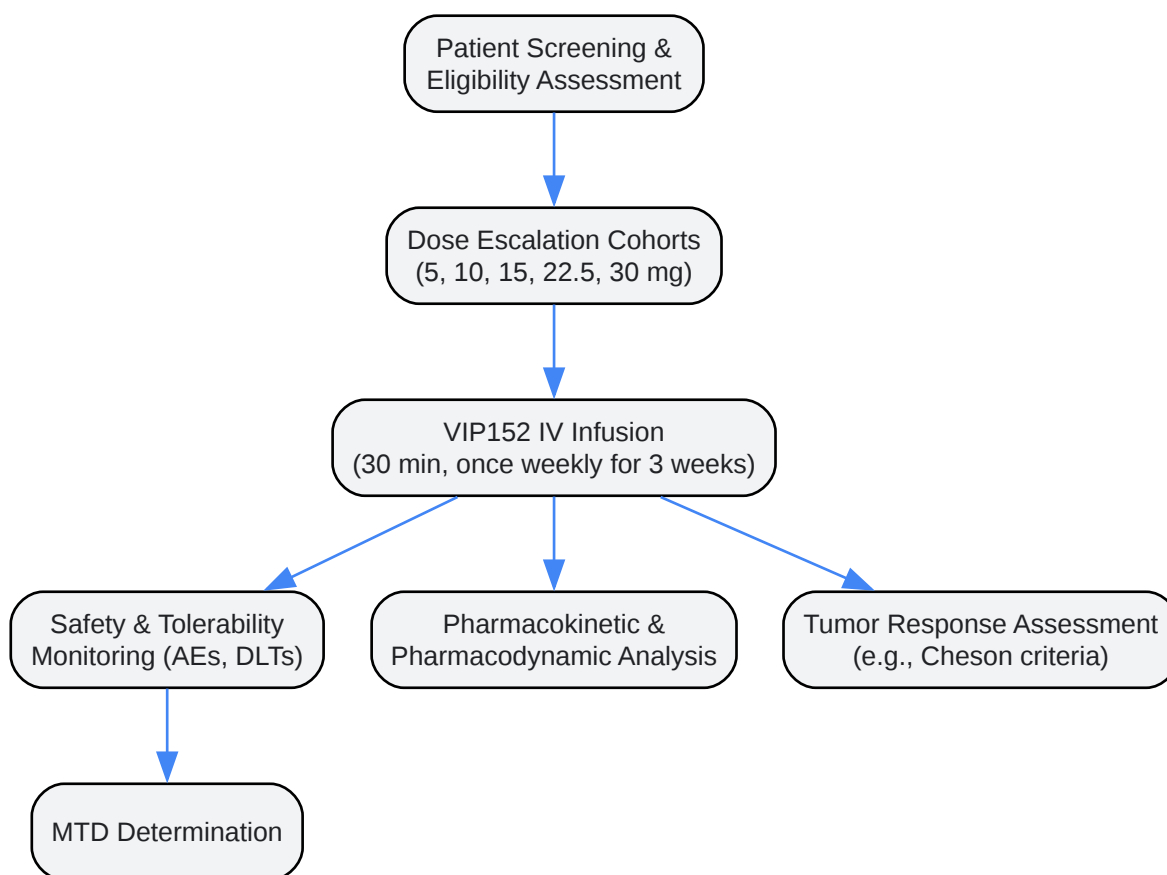 Patient Screening &
Eligibility Assessment
Dose Escalation Cohorts
(5, 10, 15, 22.5, 30 mg)
VIP152 IV Infusion
(30 min, once weekly for 3 weeks)
Safety & Tolerability
Monitoring (AEs, DLTs)
Pharmacokinetic &
Pharmacodynamic Analysis
Tumor Response Assessment
(e.g., Cheson criteria)
MTD Determination